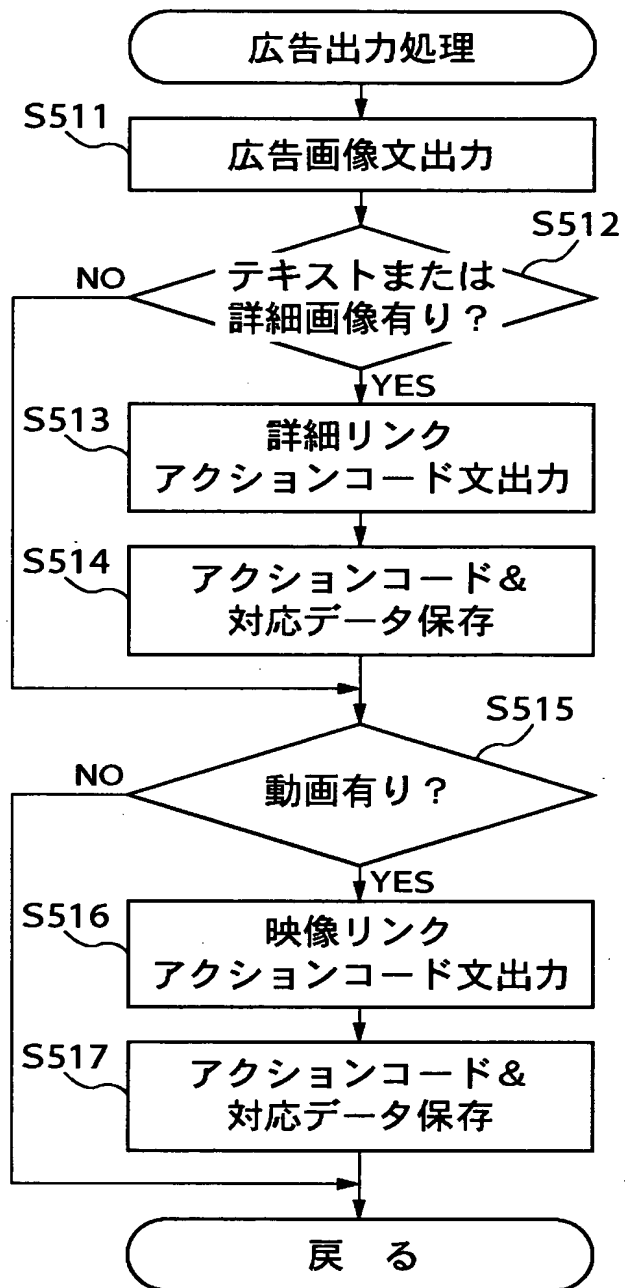 広告出力処理
S511
広告画像文出力
S512
NO
テキストまたは
詳細画像有り？
YES
S513
詳細リンク
アクションコード文出力
S514
アクションコード&
対応データ保存
S515
NO
動画有り？
YES
S516
映像リンク
アクションコード文出力
S517
アクションコード&
対応データ保存
戻 る